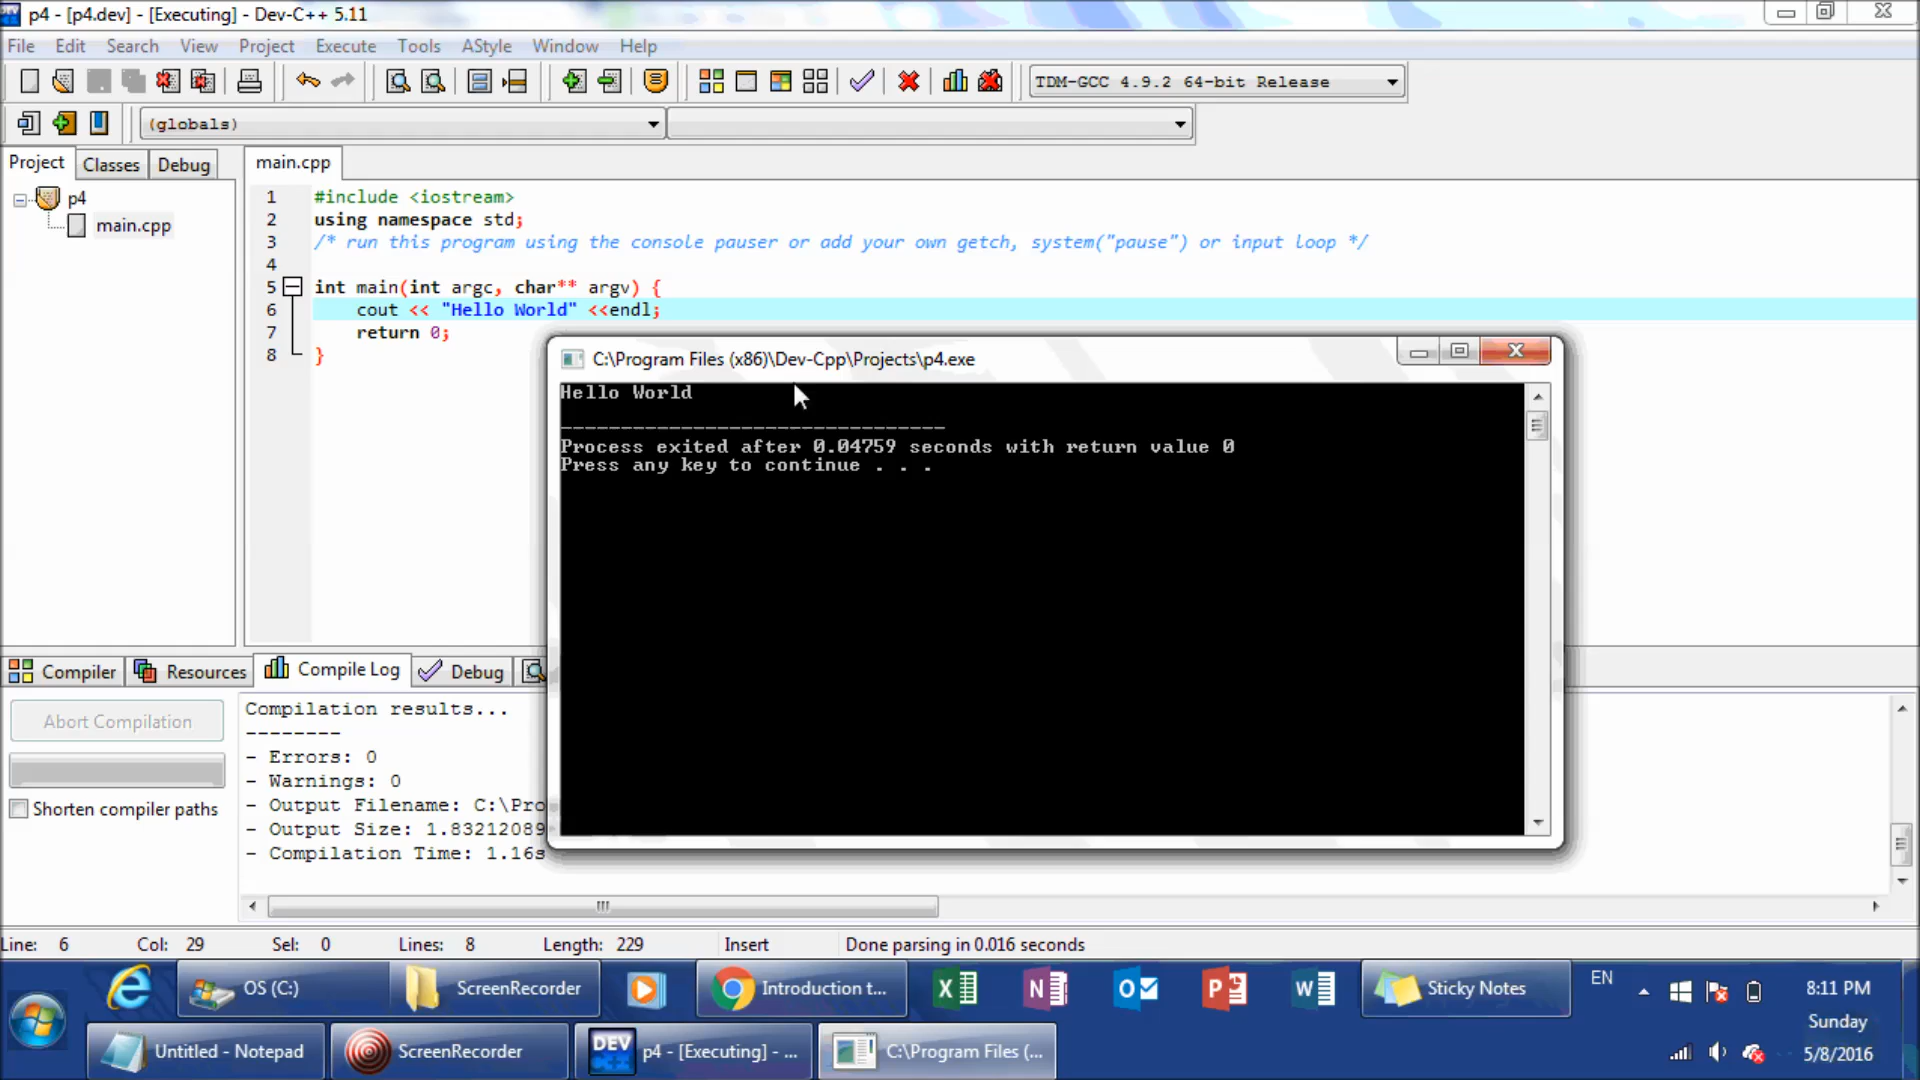 p4 - [p4.dev] - [Executing] - Dev-C++ 5.11
File Edit Search View Project Execute Tools AStyle Window Help
TDM-GCC 4.9.2 64-bit Release
(globals)
Project Classes Debug
main.cpp
p4
main.cpp
1 #include <iostream>
2 using namespace std;
3 /* run this program using the console pauser or add your own getch, system("pause") or input loop */
4
5 int main(int argc, char** argv) {
6 cout << "Hello World" <<endl;
7 return 0;
8 }
C:\Program Files (x86)\Dev-Cpp\Projects\p4.exe
Hello World
--------------------------------
Process exited after 0.04759 seconds with return value 0
Press any key to continue . . .
Compiler Resources Compile Log Debug
Abort Compilation
Shorten compiler paths
Compilation results...
--------
- Errors: 0
- Warnings: 0
- Output Filename: C:\Pro
- Output Size: 1.83212089
- Compilation Time: 1.16s
Line: 6 Col: 29 Sel: 0 Lines: 8 Length: 229 Insert Done parsing in 0.016 seconds
OS (C:) ScreenRecorder Introduction t... Sticky Notes EN 8:11 PM
Sunday
Untitled - Notepad ScreenRecorder DEV C++ p4 - [Executing] - ... C:\Program Files (... 5/8/2016